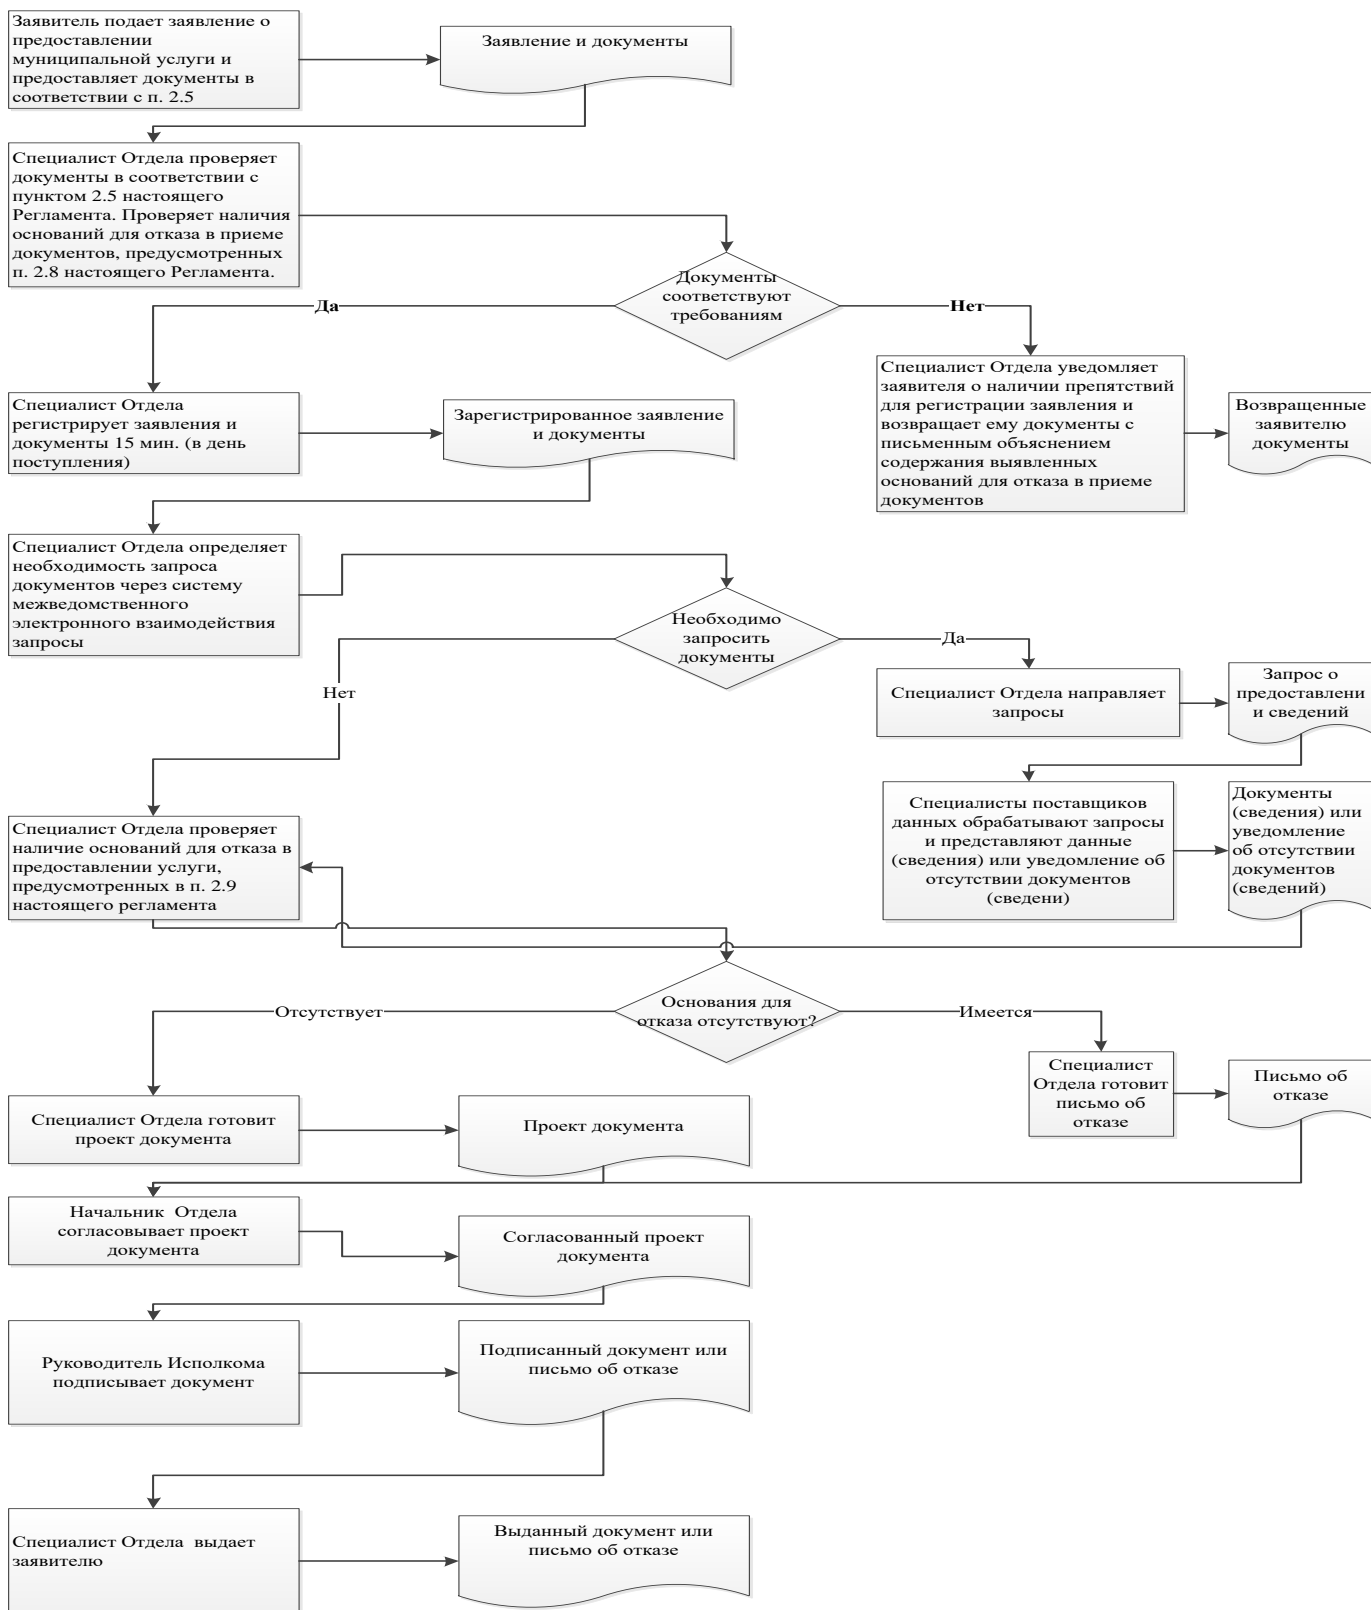 Заявитель подает заявление о
предоставлении
муниципальной услуги и
предоставляет документы в
соответствии с п. 2.5
Заявление и документы
Специалист Отдела проверяет
документы в соответствии с
пунктом 2.5 настоящего
Регламента. Проверяет наличия
оснований для отказа в приеме
документов, предусмотренных
п. 2.8 настоящего Регламента.
Документы
соответствуют
требованиям
Да
Нет
Специалист Отдела уведомляет
заявителя о наличии препятствий
для регистрации заявления и
возвращает ему документы с
письменным объяснением
содержания выявленных
оснований для отказа в приеме
документов
Возвращенные
заявителю
документы
Специалист Отдела
регистрирует заявления и
документы 15 мин. (в день
поступления)
Зарегистрированное заявление
и документы
Специалист Отдела определяет
необходимость запроса
документов через систему
межведомственного
электронного взаимодействия
запросы
Необходимо
запросить
документы
Да
Нет
Специалист Отдела направляет
запросы
Запрос о
предоставлени
и сведений
Специалисты поставщиков
данных обрабатывают запросы
и представляют данные
(сведения) или уведомление об
отсутствии документов
(сведени)
Документы
(сведения) или
уведомление
об отсутствии
документов
(сведений)
Специалист Отдела проверяет
наличие оснований для отказа в
предоставлении услуги,
предусмотренных в п. 2.9
настоящего регламента
Основания для
отказа отсутствуют?
Отсутствует
Имеется
Специалист
Отдела готовит
письмо об
отказе
Письмо об
отказе
Специалист Отдела готовит
проект документа
Проект документа
Начальник  Отдела
согласовывает проект
документа
Согласованный проект
документа
Руководитель Исполкома
подписывает документ
Подписанный документ или
письмо об отказе
Специалист Отдела  выдает
заявителю
Выданный документ или
письмо об отказе